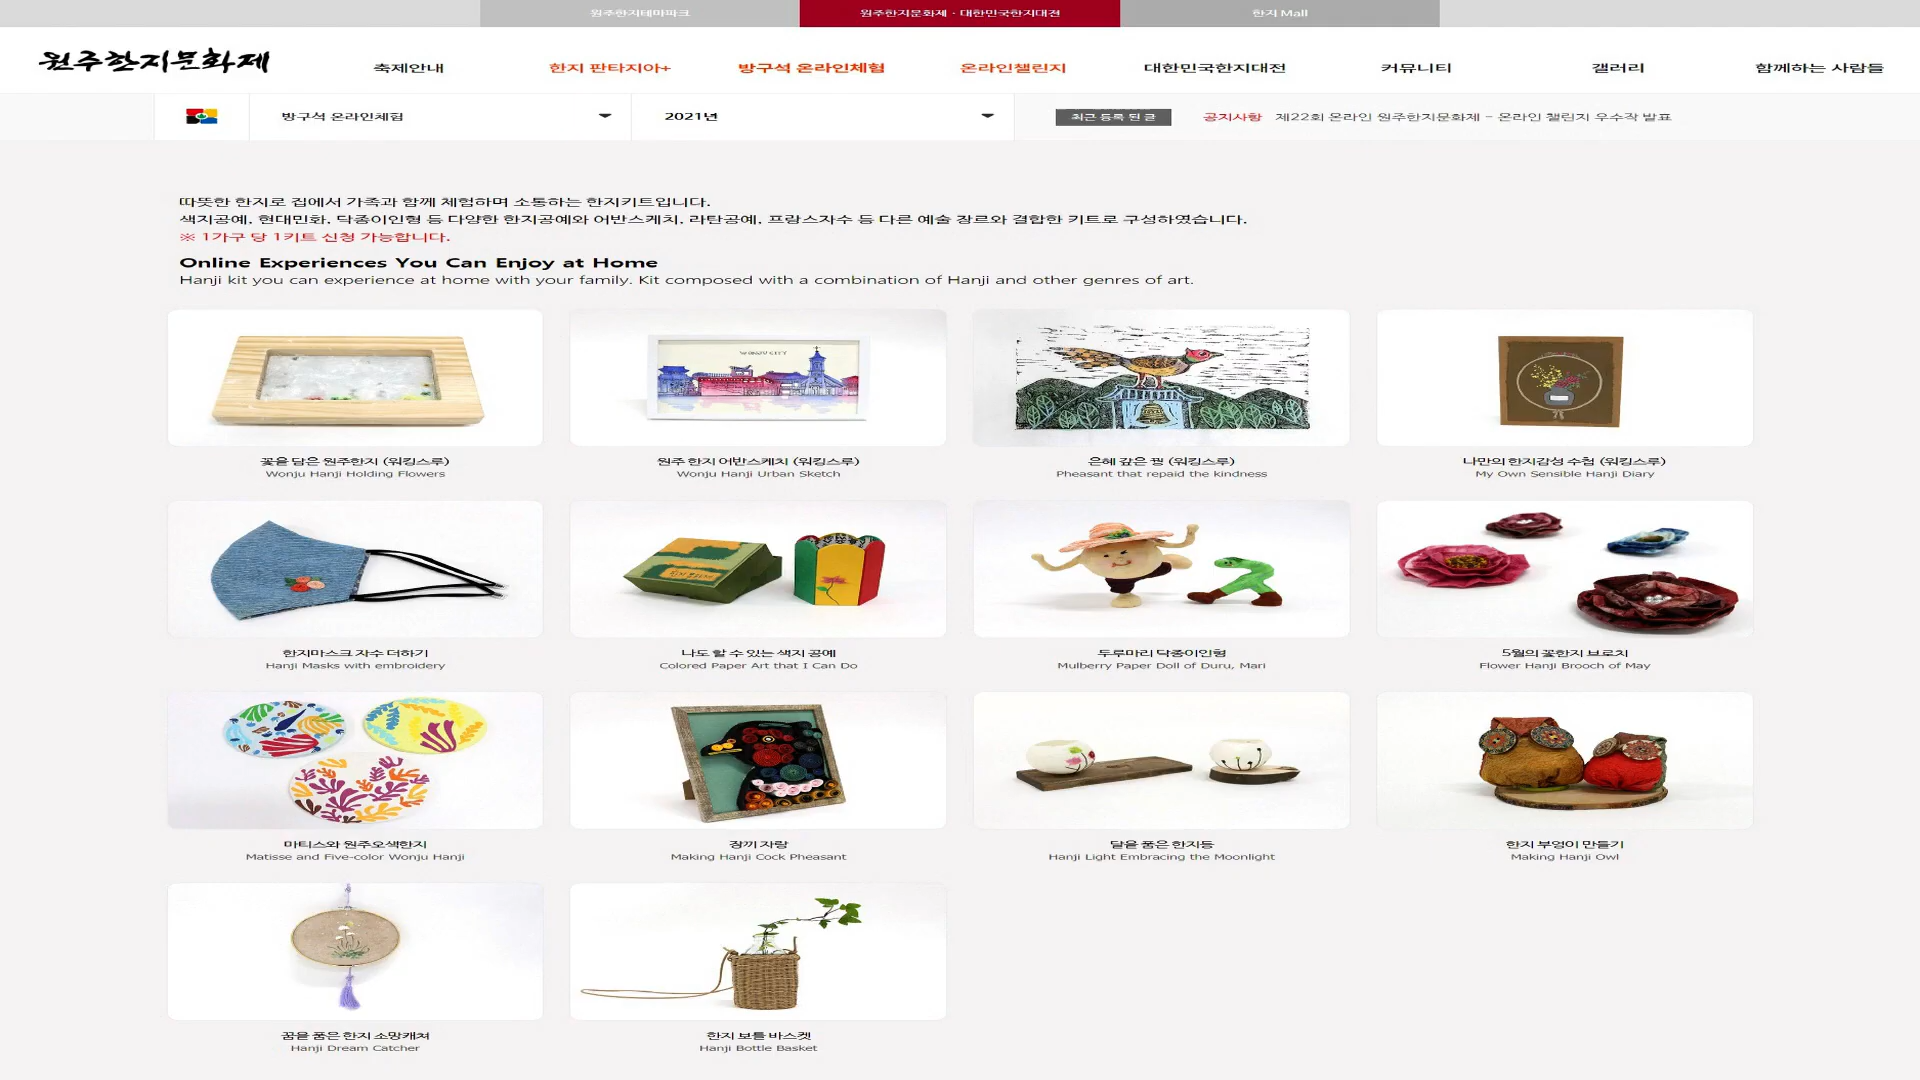 원주한지테마파크
원주한지문화제 · 대한민국한지대전
한지 Mall
원주한지문화제
축제안내
한지 판타지아+
방구석 온라인체험
온라인챌린지
대한민국한지대전
커뮤니티
갤러리
함께하는 사람들
방구석 온라인체험
2021년
최근 등록 된 글
공지사항 제22회 온라인 원주한지문화제 - 온라인 챌린지 우수작 발표
따뜻한 한지로 집에서 가족과 함께 체험하며 소통하는 한지키트입니다.
색지공예, 현대민화, 닥종이인형 등 다양한 한지공예와 어반스케치, 라탄공예, 프랑스자수 등 다른 예술 장르와 결합한 키트로 구성하였습니다.
※ 1가구 당 1키트 신청 가능합니다.
Online Experiences You Can Enjoy at Home
Hanji kit you can experience at home with your family. Kit composed with a combination of Hanji and other genres of art.
WONJU CITY
꽃을 담은 원주한지 (워킹스루)
Wonju Hanji Holding Flowers
원주 한지 어반스케치 (워킹스루)
Wonju Hanji Urban Sketch
은혜 갚은 꿩 (워킹스루)
Pheasant that repaid the kindness
나만의 한지감성 수첩 (워킹스루)
My Own Sensible Hanji Diary
한지마스크 자수 더하기
Hanji Masks with embroidery
나도 할 수 있는 색지 공예
Colored Paper Art that I Can Do
두루마리 닥종이인형
Mulberry Paper Doll of Duru, Mari
5월의 꽃한지 브로치
Flower Hanji Brooch of May
마티스와 원주오색한지
Matisse and Five-color Wonju Hanji
장끼 자랑
Making Hanji Cock Pheasant
달을 품은 한지등
Hanji Light Embracing the Moonlight
한지 부엉이 만들기
Making Hanji Owl
꿈을 품은 한지 소망캐쳐
Hanji Dream Catcher
한지 보틀 바스켓
Hanji Bottle Basket